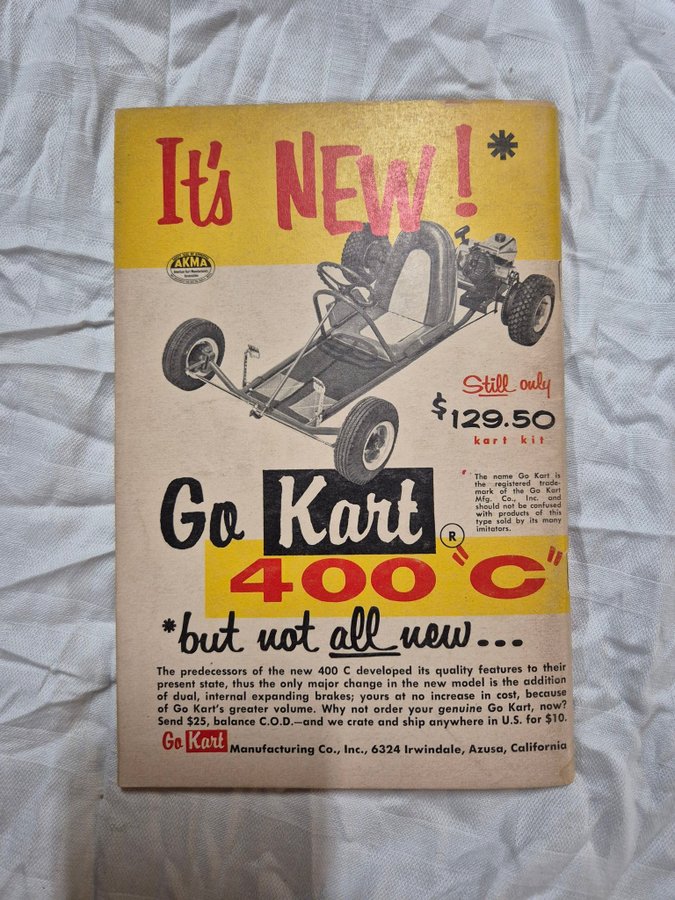 It's NEW!*
AKMA
Still only
$129.50
kart kit
Go Kart ®
" The name Go Kart is
the registered trade-
mark of the Go Kart
Mfg. Co., Inc. and
should not be confused
with products of this
type sold by its many
imitators.
400 "C"
*but not all new...
The predecessors of the new 400 C developed its quality features to their
present state, thus the only major change in the new model is the addition
of dual, internal expanding brakes; yours at no increase in cost, because
of Go Kart's greater volume. Why not order your genuine Go Kart, now?
Send $25, balance C.O.D.—and we crate and ship anywhere in U.S. for $10.
Go Kart Manufacturing Co., Inc., 6324 Irwindale, Azusa, California